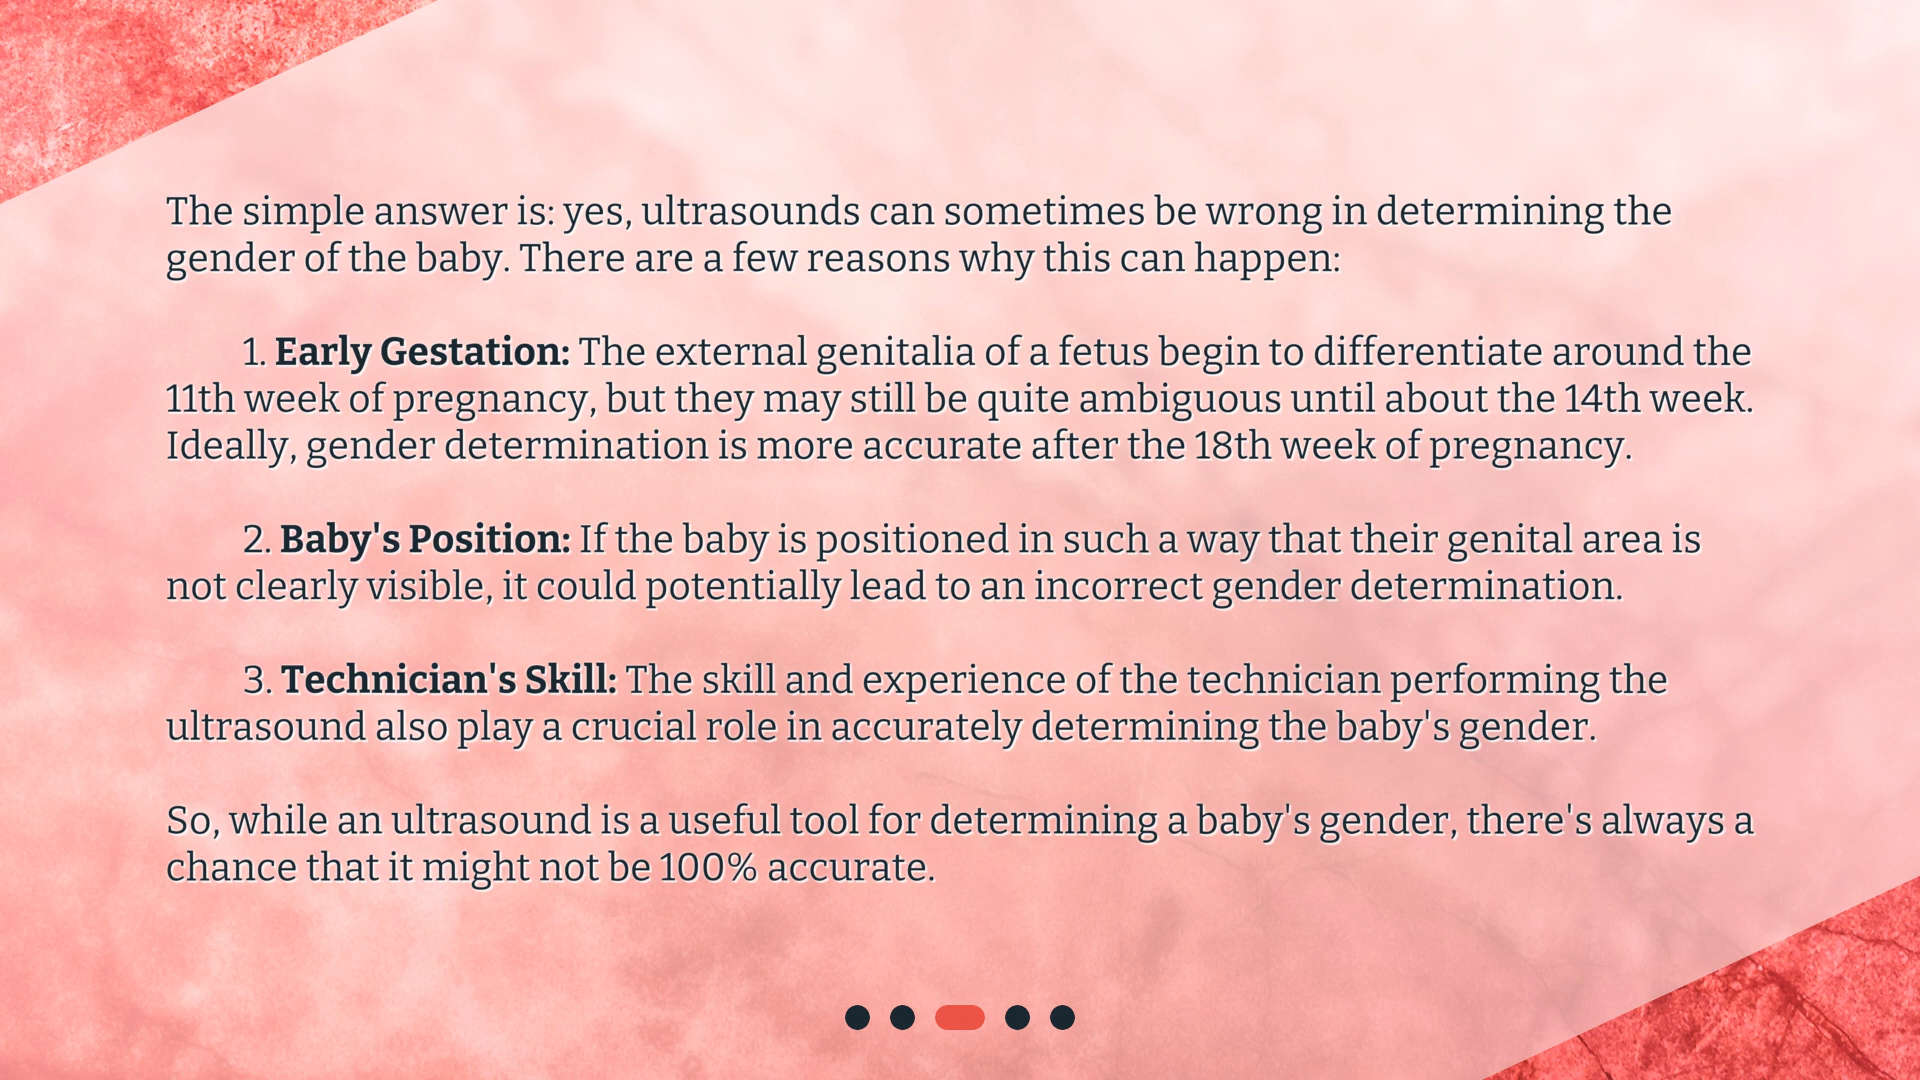 The simple answer is: yes, ultrasounds can sometimes be wrong in determining the
gender of the baby. There are a few reasons why this can happen:
1. Early Gestation: The external genitalia of a fetus begin to differentiate around the
11th week of pregnancy, but they may still be quite ambiguous until about the 14th week.
Ideally, gender determination is more accurate after the 18th week of pregnancy.
2. Baby's Position: If the baby is positioned in such a way that their genital area is
not clearly visible, it could potentially lead to an incorrect gender determination.
3. Technician's Skill: The skill and experience of the technician performing the
ultrasound also play a crucial role in accurately determining the baby's gender.
So, while an ultrasound is a useful tool for determining a baby's gender, there's always a
chance that it might not be 100% accurate.